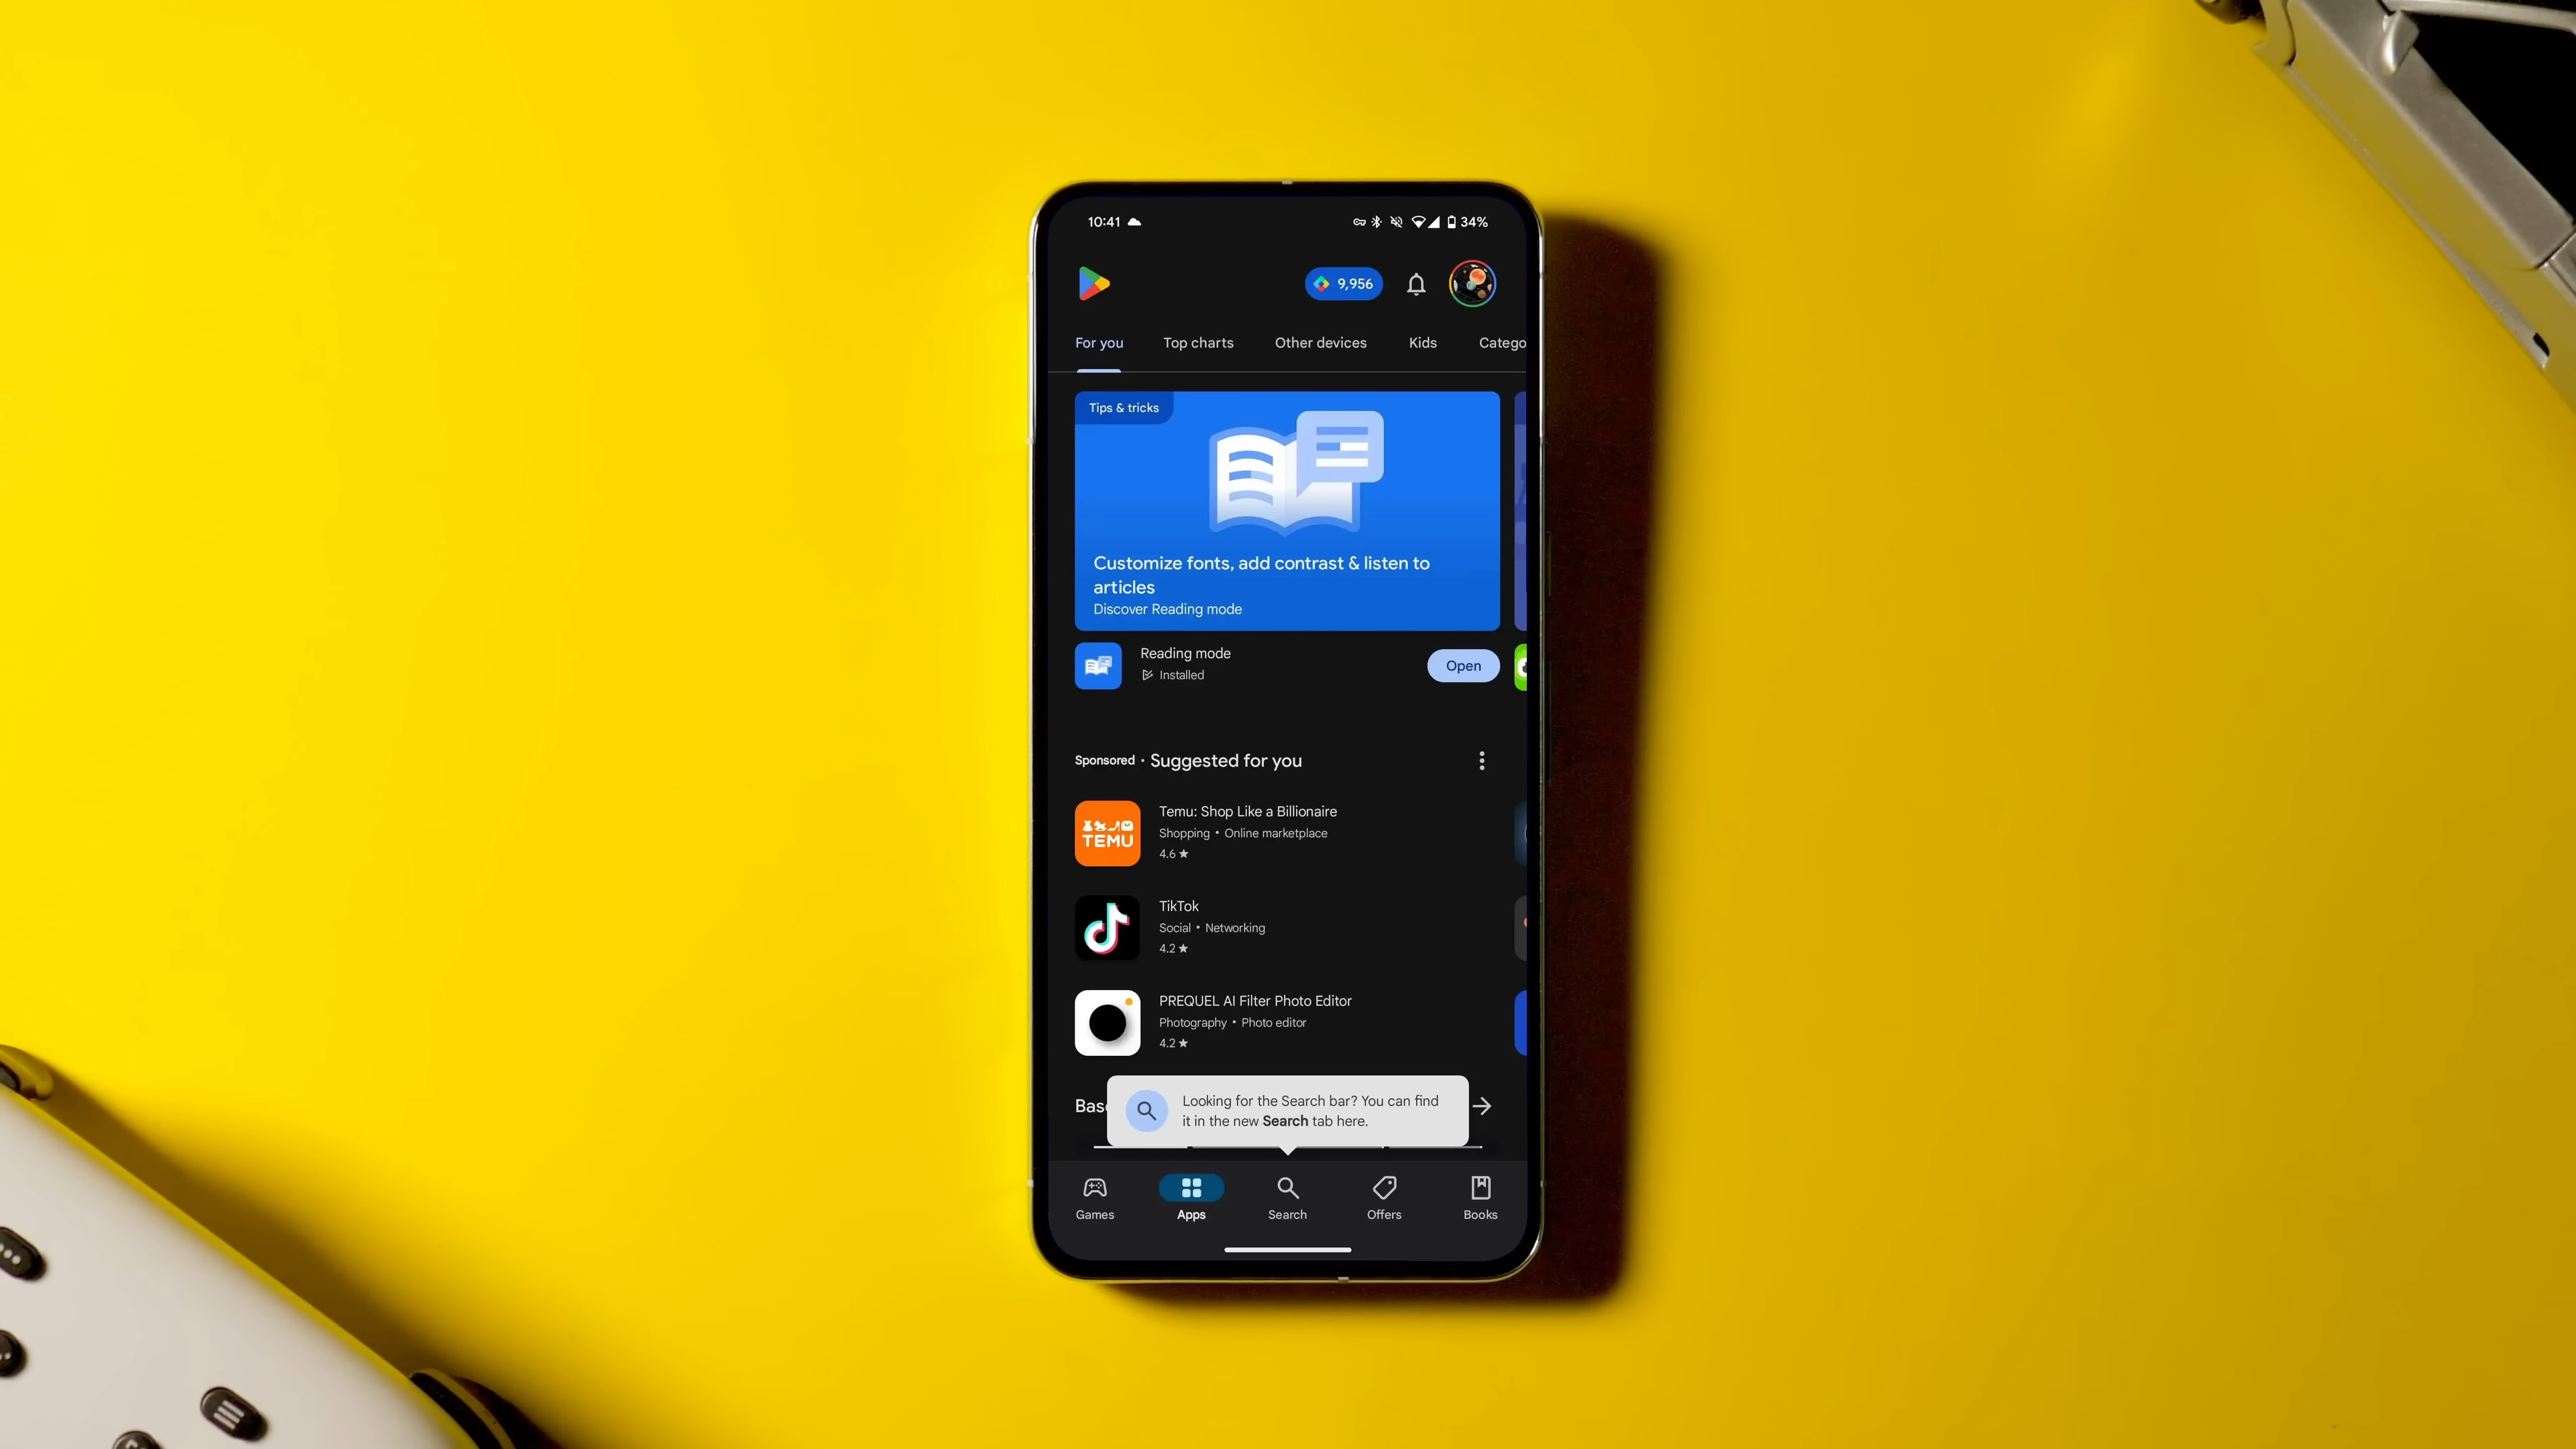 10:41
34%
9,956
For you
Top charts
Other devices
Kids
Catego
Tips & tricks
Customize fonts, add contrast & listen to
articles
Discover Reading mode
Reading mode
Installed
Open
Sponsored • Suggested for you
TEMU
Temu: Shop Like a Billionaire
Shopping • Online marketplace
4.6 ★
TikTok
Social • Networking
4.2 ★
PREQUEL AI Filter Photo Editor
Photography • Photo editor
4.2 ★
Bas
Looking for the Search bar? You can find
it in the new Search tab here.
Games
Apps
Search
Offers
Books